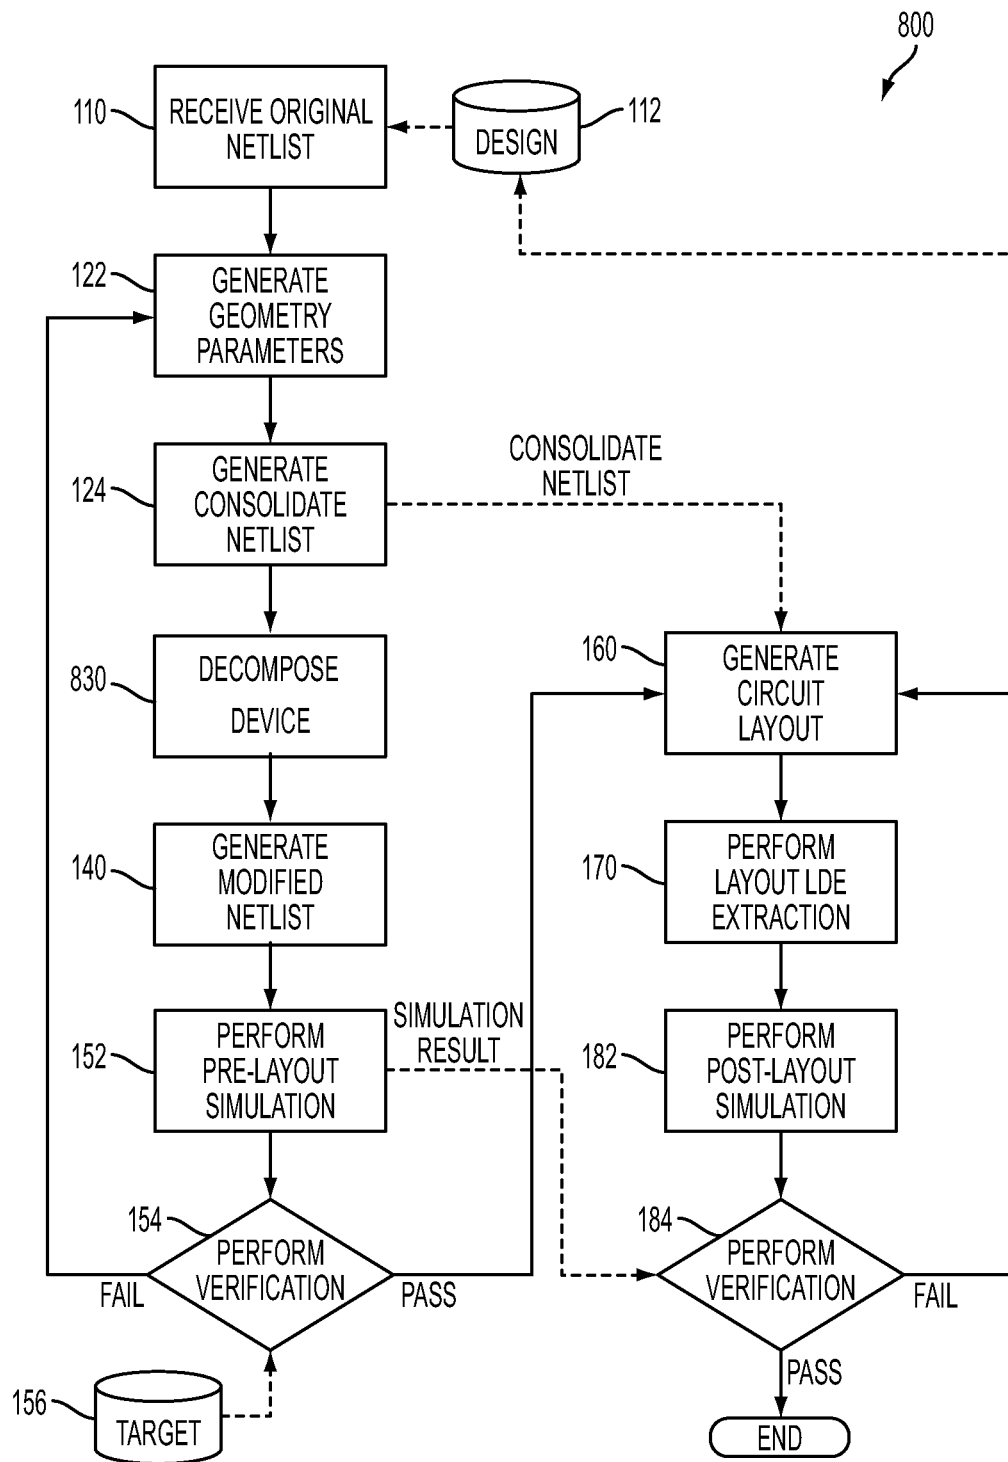 800
110
RECEIVE ORIGINAL
NETLIST
DESIGN
112
122
GENERATE
GEOMETRY
PARAMETERS
124
GENERATE
CONSOLIDATE
NETLIST
CONSOLIDATE
NETLIST
830
DECOMPOSE
DEVICE
160
GENERATE
CIRCUIT
LAYOUT
140
GENERATE
MODIFIED
NETLIST
170
PERFORM
LAYOUT LDE
EXTRACTION
152
PERFORM
PRE-LAYOUT
SIMULATION
SIMULATION
RESULT
182
PERFORM
POST-LAYOUT
SIMULATION
154
PERFORM
VERIFICATION
FAIL
PASS
184
PERFORM
VERIFICATION
FAIL
PASS
156
TARGET
END